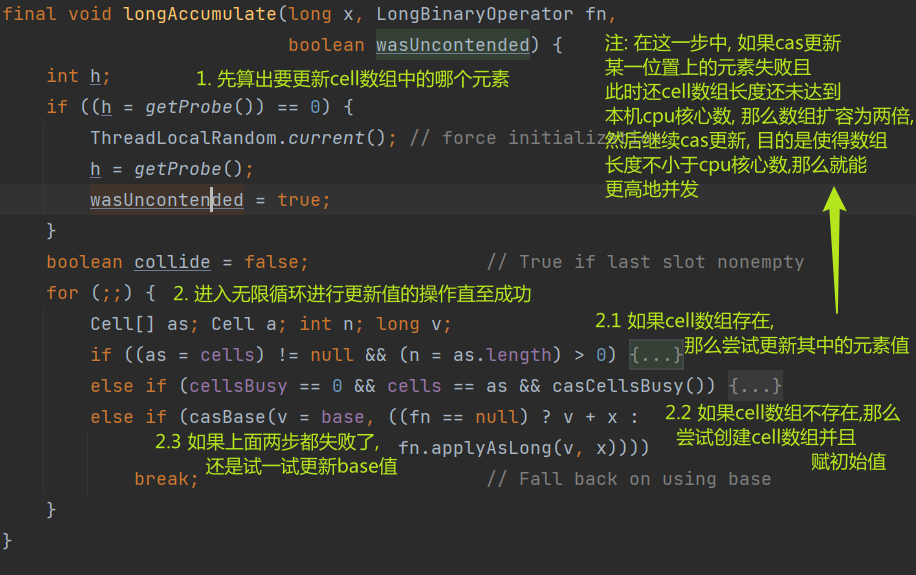 final void longAccumulate(long x, LongBinaryOperator fn,
boolean wasUncontended) {
注: 在这一步中, 如果cas更新
某一位置上的元素失败且
此时还cell数组长度还未达到
本机cpu核心数, 那么数组扩容为两倍,
然后继续cas更新, 目的是使得数组
长度不小于cpu核心数,那么就能
更高地并发
int h;
1. 先算出要更新cell数组中的哪个元素
if ((h = getProbe()) == 0) {
ThreadLocalRandom.current(); // force initializ
h = getProbe();
wasUncontended = true;
}
boolean collide = false; // True if last slot nonempty
for (;;) {
2. 进入无限循环进行更新值的操作直至成功
Cell[] as; Cell a; int n; long v;
2.1 如果cell数组存在,
那么尝试更新其中的元素值
if ((as = cells) != null && (n = as.length) > 0) {...}
else if (cellsBusy == 0 && cells == as && casCellsBusy()) {...}
2.2 如果cell数组不存在,那么
尝试创建cell数组并且
赋初始值
else if (casBase(v = base, ((fn == null) ? v + x :
2.3 如果上面两步都失败了,
还是试一试更新base值
fn.applyAsLong(v, x))))
break; // Fall back on using base
}
}